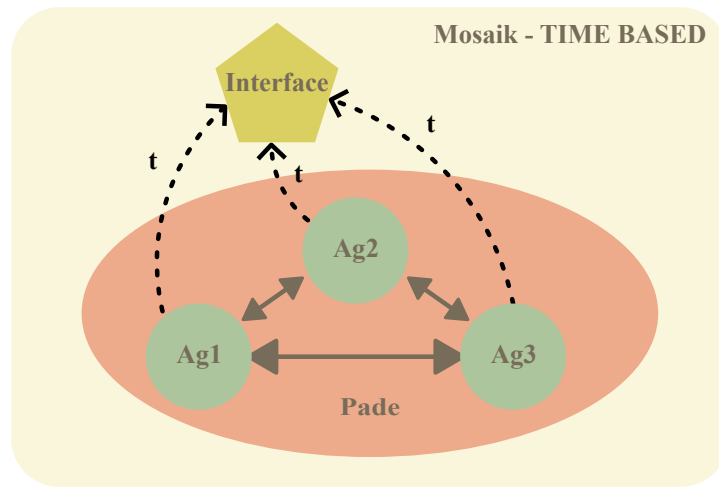 Mosaik - TIME BASED
Interface
t
t
t
Ag2
Ag1
Ag3
Pade